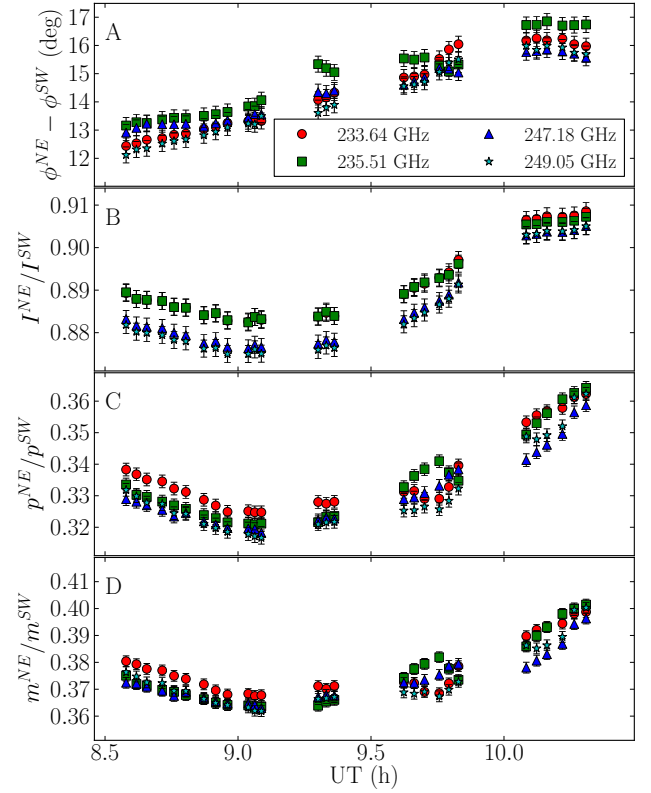 17
16
15
14
13
12
ϕ^NE − ϕ^SW (deg)
A
233.64 GHz
235.51 GHz
247.18 GHz
249.05 GHz
0.91
0.90
0.89
0.88
I^NE/I^SW
B
0.36
0.35
0.34
0.33
0.32
p^NE/p^SW
C
0.41
0.40
0.39
0.38
0.37
0.36
m^NE/m^SW
D
8.5 9.0 9.5 10.0
UT (h)